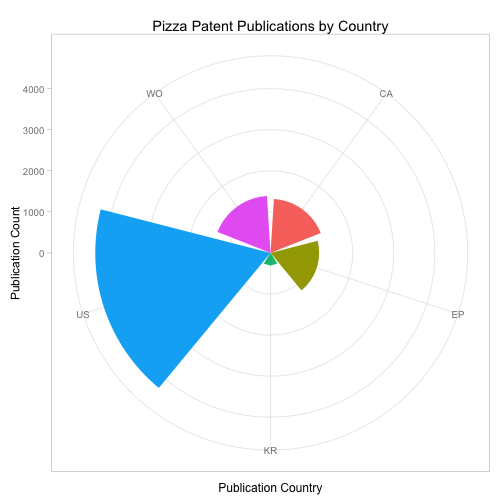 Pizza Patent Publications by Country
WO
CA
4000
3000
2000
1000
0
Publication Count
US
EP
KR
Publication Country